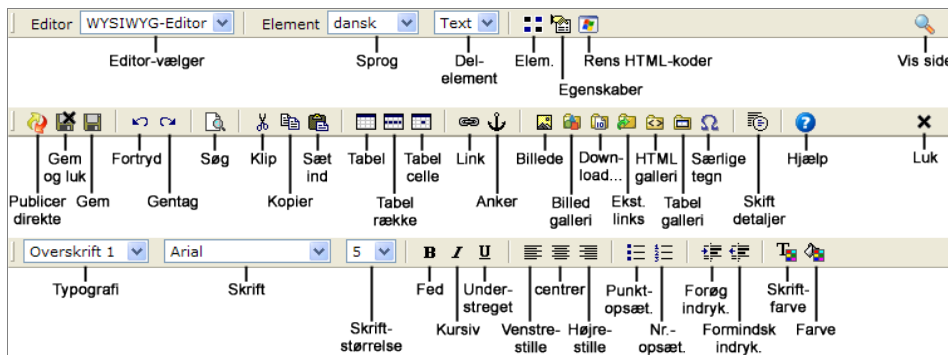 Editor WYSIWYG-Editor Element dansk Text
Editor-vælger Sprog Del-
element Elem. Rens HTML-koder Vis side
Egenskaber
Gem
og luk Fortryd Søg Klip Sæt
ind Tabel Tabel
celle Link Billede Down-
load... HTML
galleri Særlige
tegn Hjælp Luk
Publicer
direkte Gem Gentag Kopier Tabel
række Anker Billed
galleri Ekst.
links Tabel
galleri Skift
detaljer
Overskrift 1 Arial 5 B I U
Typografi Skrift Fed Under-
streget centrer Punkt-
opsæt. Forøg
indryk. Skrift-
farve
Skrift-
størrelse Kursiv Venstre-
stille Højre-
stille Nr.-
opsæt. Formindsk
indryk. Farve